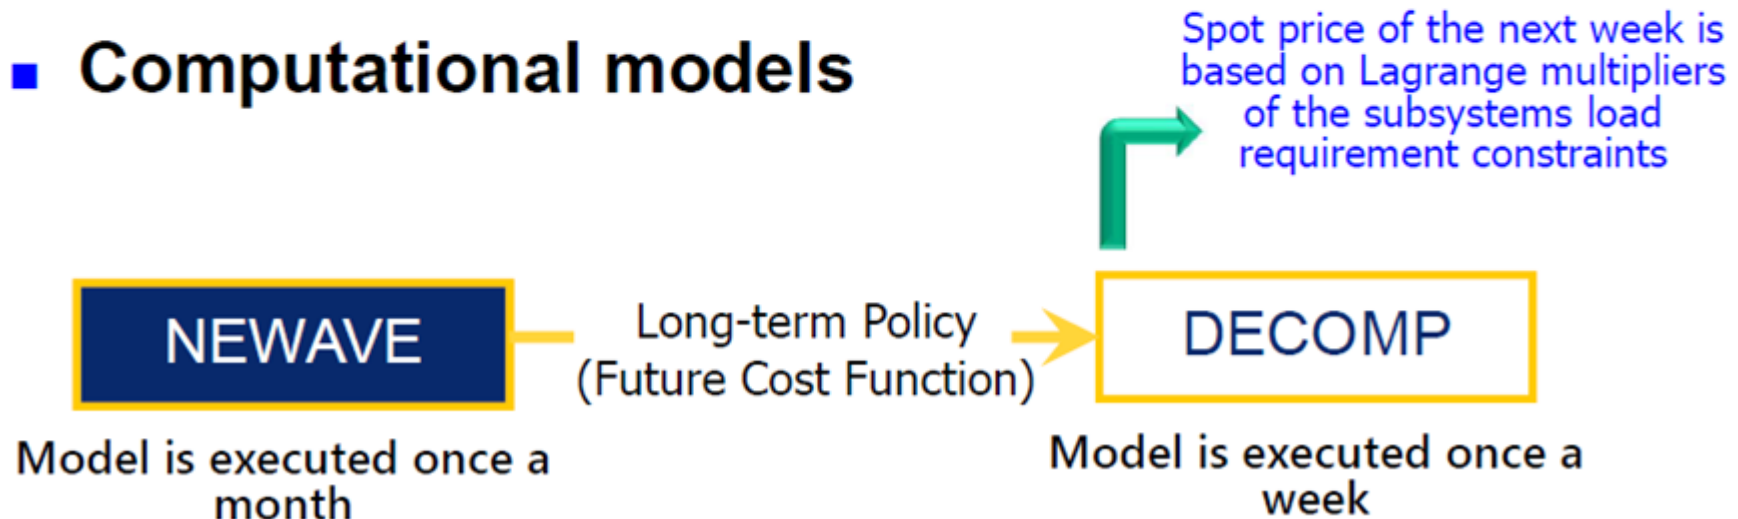 Computational models
Spot price of the next week is
based on Lagrange multipliers
of the subsystems load
requirement constraints
NEWAVE
Long-term Policy
(Future Cost Function)
DECOMP
Model is executed once a
month
Model is executed once a
week